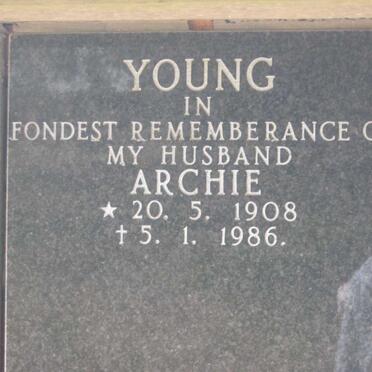 YOUNG
IN
FONDEST REMEMBERANCE
MY HUSBAND
ARCHIE
★ 20. 5. 1908
† 5. 1. 1986.